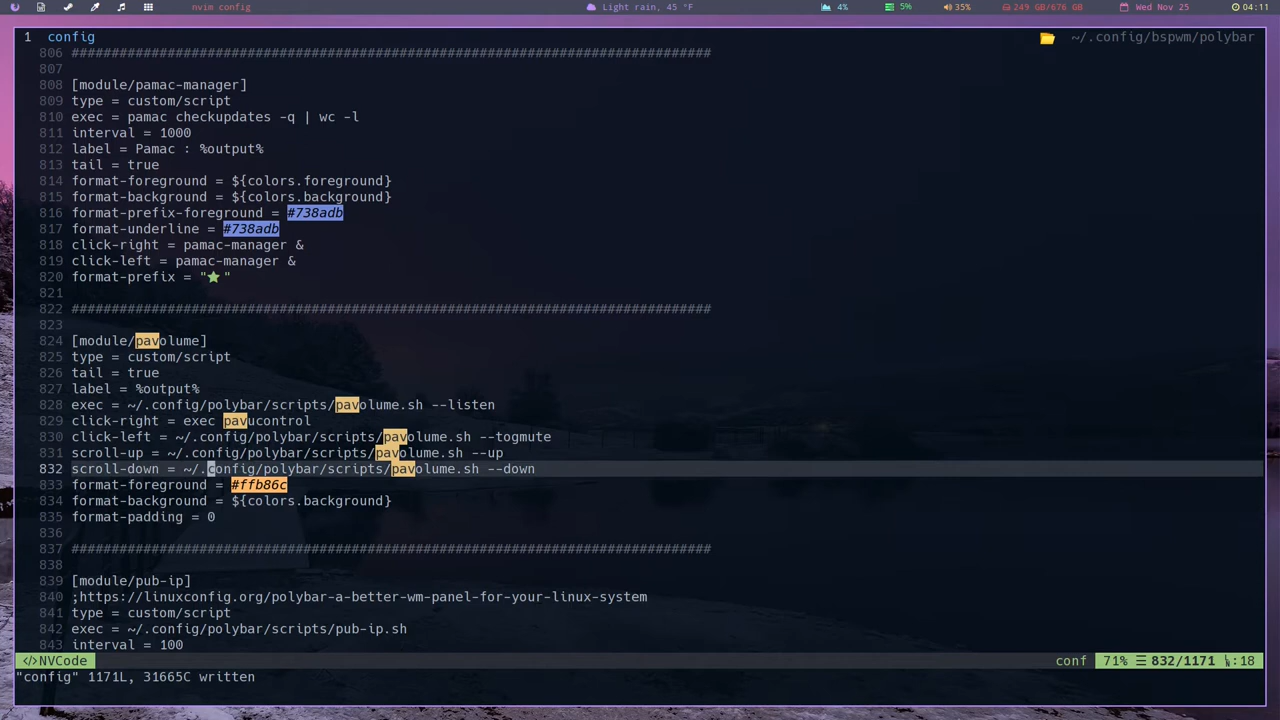 nvim config
Light rain, 45 °F
4%
5%
35%
249 GB/676 GB
Wed Nov 25
04:11
1 config
~/.config/bspwm/polybar
806 ################################################################################
807
808 [module/pamac-manager]
809 type = custom/script
810 exec = pamac checkupdates -q | wc -l
811 interval = 1000
812 label = Pamac : %output%
813 tail = true
814 format-foreground = ${colors.foreground}
815 format-background = ${colors.background}
816 format-prefix-foreground = #738adb
817 format-underline = #738adb
818 click-right = pamac-manager &
819 click-left = pamac-manager &
820 format-prefix = "⭐ "
821
822 ################################################################################
823
824 [module/pavolume]
825 type = custom/script
826 tail = true
827 label = %output%
828 exec = ~/.config/polybar/scripts/pavolume.sh --listen
829 click-right = exec pavucontrol
830 click-left = ~/.config/polybar/scripts/pavolume.sh --togmute
831 scroll-up = ~/.config/polybar/scripts/pavolume.sh --up
832 scroll-down = ~/.config/polybar/scripts/pavolume.sh --down
833 format-foreground = #ffb86c
834 format-background = ${colors.background}
835 format-padding = 0
836
837 ################################################################################
838
839 [module/pub-ip]
840 ;https://linuxconfig.org/polybar-a-better-wm-panel-for-your-linux-system
841 type = custom/script
842 exec = ~/.config/polybar/scripts/pub-ip.sh
843 interval = 100
</>NVCode
conf
71% ☰ 832/1171 :18
"config" 1171L, 31665C written